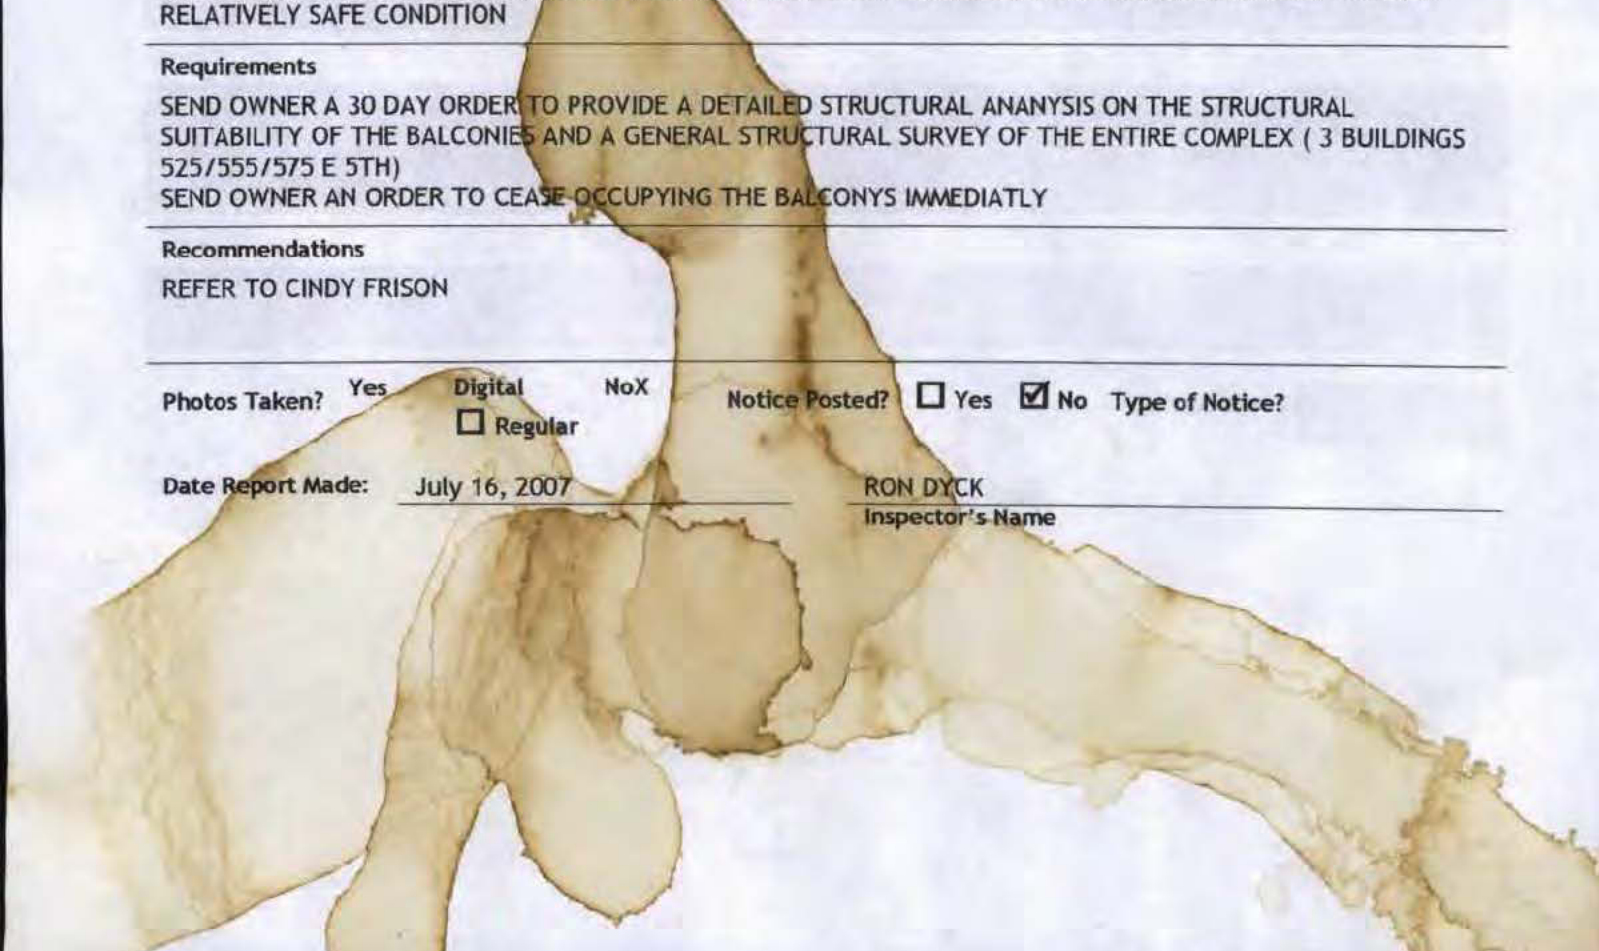 RELATIVELY SAFE CONDITION
Requirements
SEND OWNER A 30 DAY ORDER TO PROVIDE A DETAILED STRUCTURAL ANANYSIS ON THE STRUCTURAL
SUITABILITY OF THE BALCONIES AND A GENERAL STRUCTURAL SURVEY OF THE ENTIRE COMPLEX ( 3 BUILDINGS
525/555/575 E 5TH)
SEND OWNER AN ORDER TO CEASE OCCUPYING THE BALCONYS IMMEDIATLY
Recommendations
REFER TO CINDY FRISON
Photos Taken? Yes Digital NoX Notice Posted? ☐ Yes ☑ No Type of Notice?
☐ Regular
Date Report Made: July 16, 2007 RON DYCK
Inspector's Name